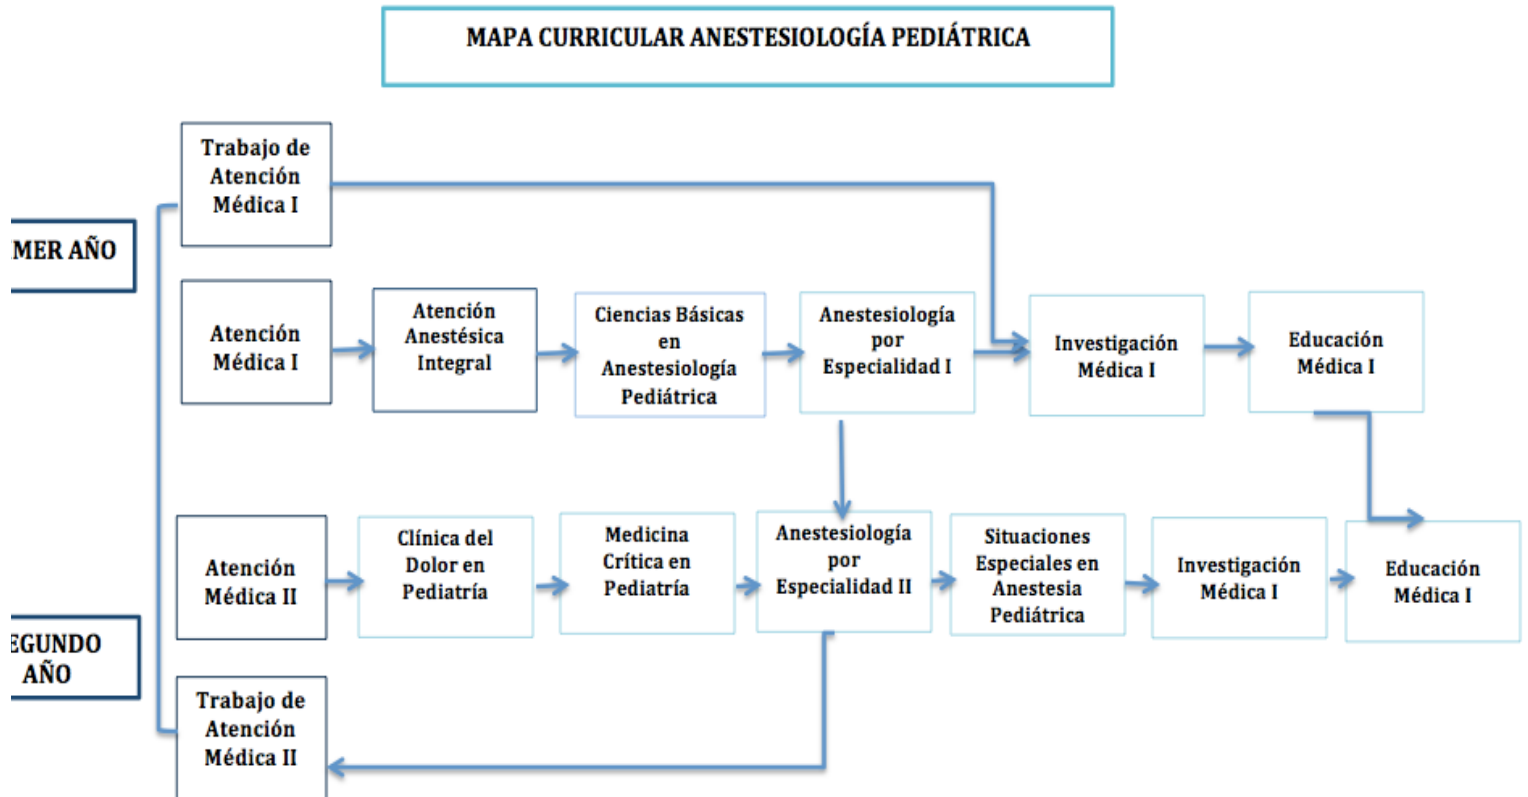 MAPA CURRICULAR ANESTESIOLOGÍA PEDIÁTRICA
Trabajo de
Atención
Médica I
IMER AÑO
Atención
Médica I
Atención
Anestésica
Integral
Ciencias Básicas
en
Anestesiología
Pediátrica
Anestesiología
por
Especialidad I
Investigación
Médica I
Educación
Médica I
Atención
Médica II
Clínica del
Dolor en
Pediatría
Medicina
Crítica en
Pediatría
Anestesiología
por
Especialidad II
Situaciones
Especiales en
Anestesia
Pediátrica
Investigación
Médica I
Educación
Médica I
EGUNDO
AÑO
Trabajo de
Atención
Médica II